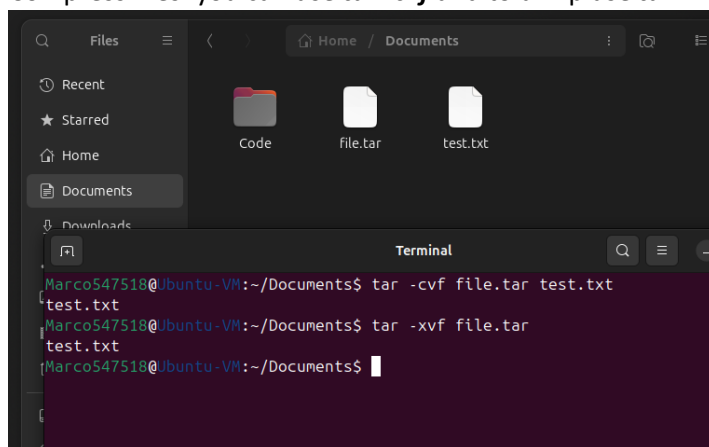 Files
Home / Documents
Recent
Starred
Home
Documents
Code
file.tar
test.txt
Downloads
Terminal
Marco547518@Ubuntu-VM:~/Documents$ tar -cvf file.tar test.txt
test.txt
Marco547518@Ubuntu-VM:~/Documents$ tar -xvf file.tar
test.txt
Marco547518@Ubuntu-VM:~/Documents$